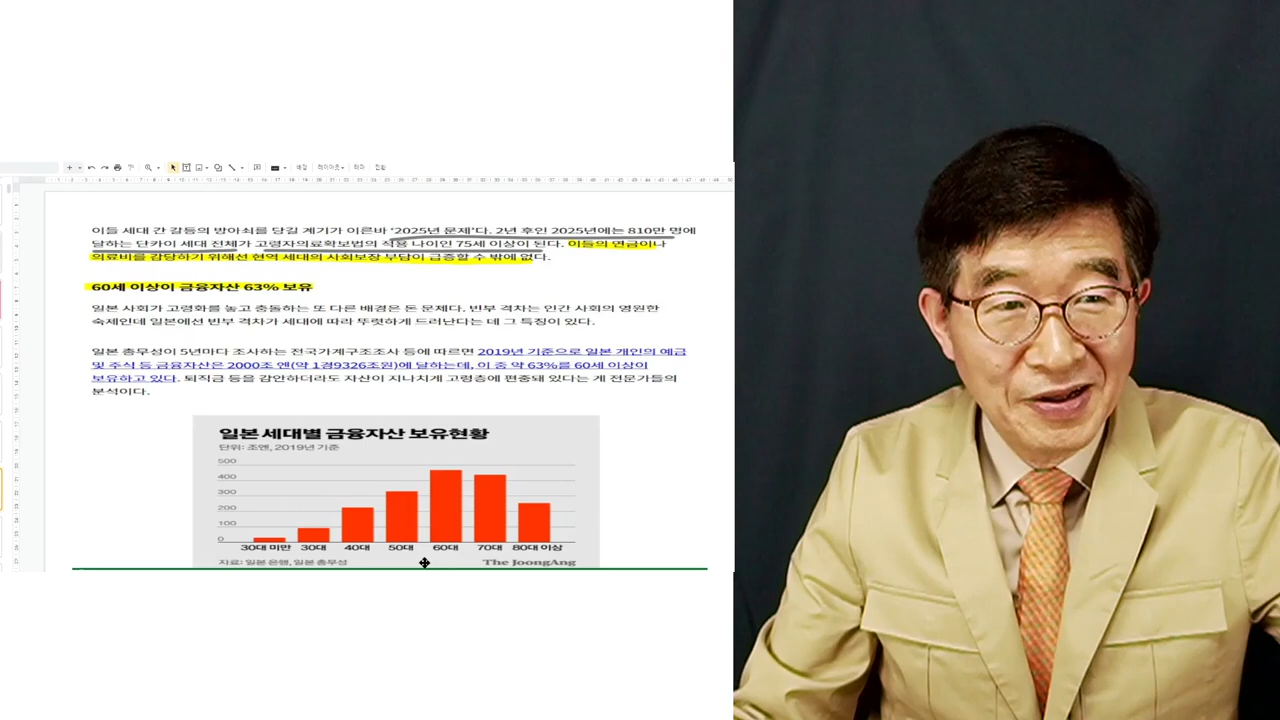 배경 레이아웃 테마 전환
이들 세대 간 갈등의 방아쇠를 당길 계기가 이른바 '2025년 문제'다. 2년 후인 2025년에는 810만 명에
달하는 단카이 세대 전체가 고령자의료확보법의 적용 나이인 75세 이상이 된다. 이들의 연금이나
의료비를 감당하기 위해선 현역 세대의 사회보장 부담이 급증할 수 밖에 없다.
60세 이상이 금융자산 63% 보유
일본 사회가 고령화를 놓고 충돌하는 또 다른 배경은 돈 문제다. 빈부 격차는 인간 사회의 영원한
숙제인데 일본에선 빈부 격차가 세대에 따라 뚜렷하게 드러난다는 데 그 특징이 있다.
일본 총무성이 5년마다 조사하는 전국가계구조조사 등에 따르면 2019년 기준으로 일본 개인의 예금
및 주식 등 금융자산은 2000조 엔(약 1경9326조원)에 달하는데, 이 중 약 63%를 60세 이상이
보유하고 있다. 퇴직금 등을 감안하더라도 자산이 지나치게 고령층에 편중돼 있다는 게 전문가들의
분석이다.
일본 세대별 금융자산 보유현황
단위: 조엔, 2019년 기준
500
400
300
200
100
0
30대 미만 30대 40대 50대 60대 70대 80대 이상
자료: 일본 은행, 일본 총무성 The JoongAng